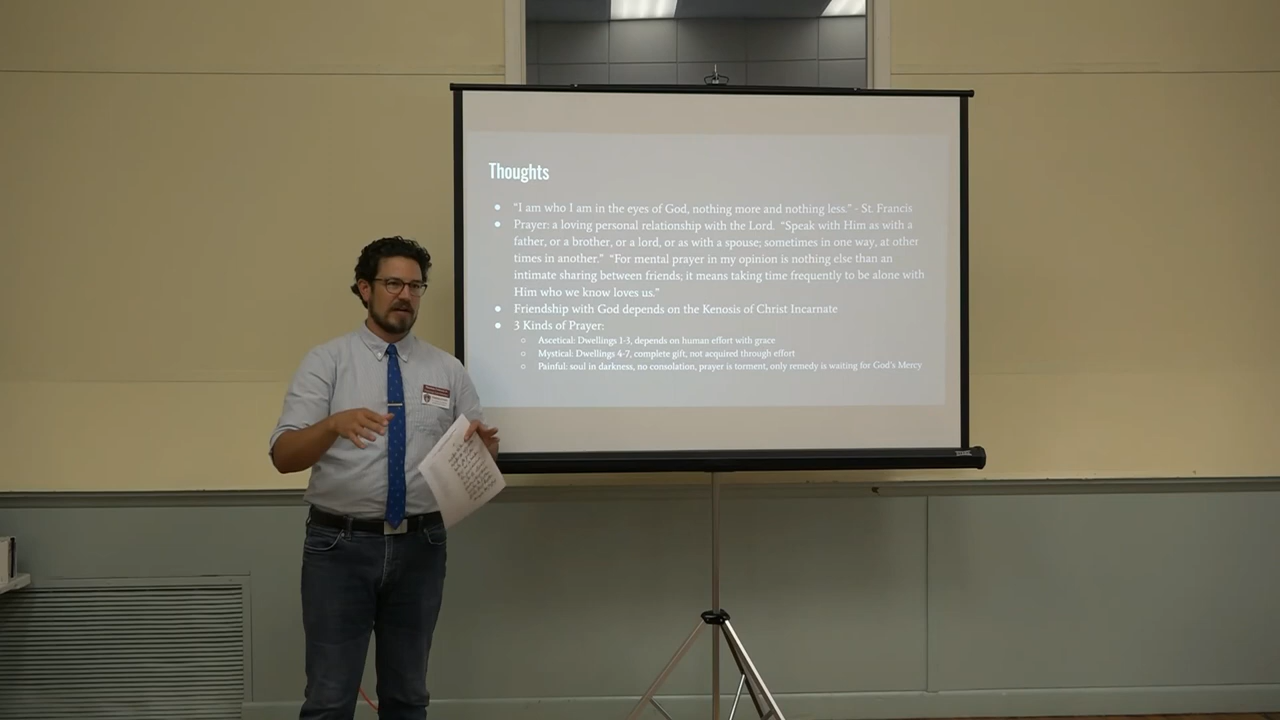 Thoughts
● "I am who I am in the eyes of God, nothing more and nothing less." - St. Francis
● Prayer: a loving personal relationship with the Lord. "Speak with Him as with a
father, or a brother, or a lord, or as with a spouse; sometimes in one way, at other
times in another." "For mental prayer in my opinion is nothing else than an
intimate sharing between friends; it means taking time frequently to be alone with
Him who we know loves us."
● Friendship with God depends on the Kenosis of Christ Incarnate
● 3 Kinds of Prayer:
○ Ascetical: Dwellings 1-3, depends on human effort with grace
○ Mystical: Dwellings 4-7, complete gift, not acquired through effort
○ Painful: soul in darkness, no consolation, prayer is torment, only remedy is waiting for God's Mercy